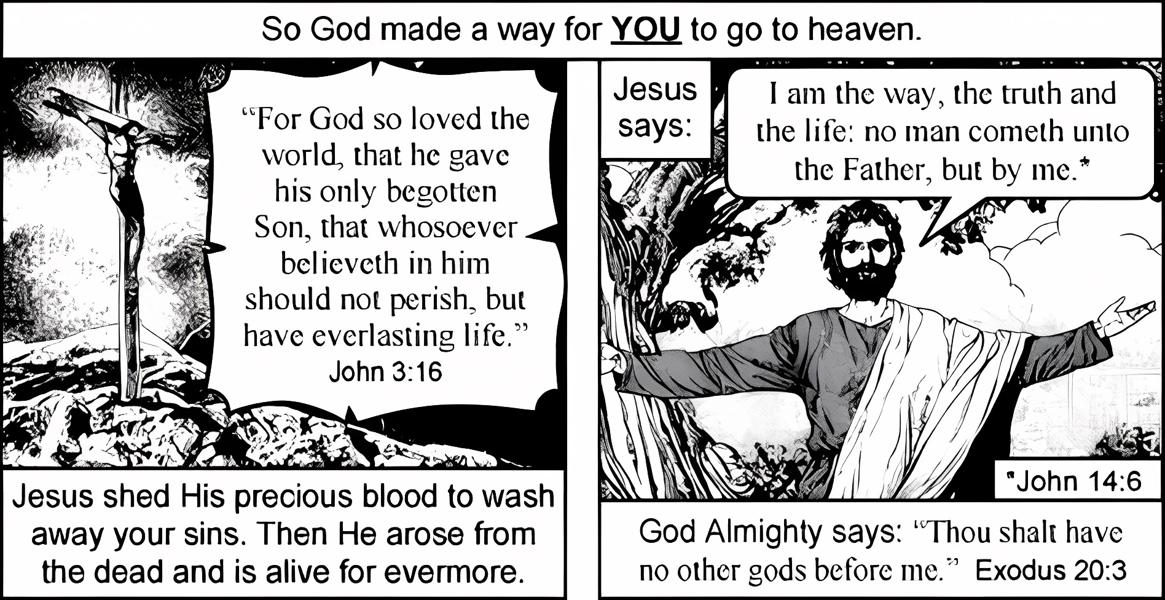 So God made a way for YOU to go to heaven.
“For God so loved the
world, that he gave
his only begotten
Son, that whosoever
believeth in him
should not perish, but
have everlasting life.”
John 3:16
Jesus shed His precious blood to wash
away your sins. Then He arose from
the dead and is alive for evermore.
Jesus
says:
I am the way, the truth and
the life: no man cometh unto
the Father, but by me.*
*John 14:6
God Almighty says: “Thou shalt have
no other gods before me.” Exodus 20:3